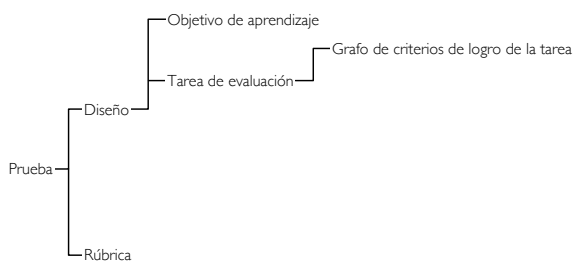 Objetivo de aprendizaje
Grafo de criterios de logro de la tarea
Tarea de evaluación
Diseño
Prueba
Rúbrica